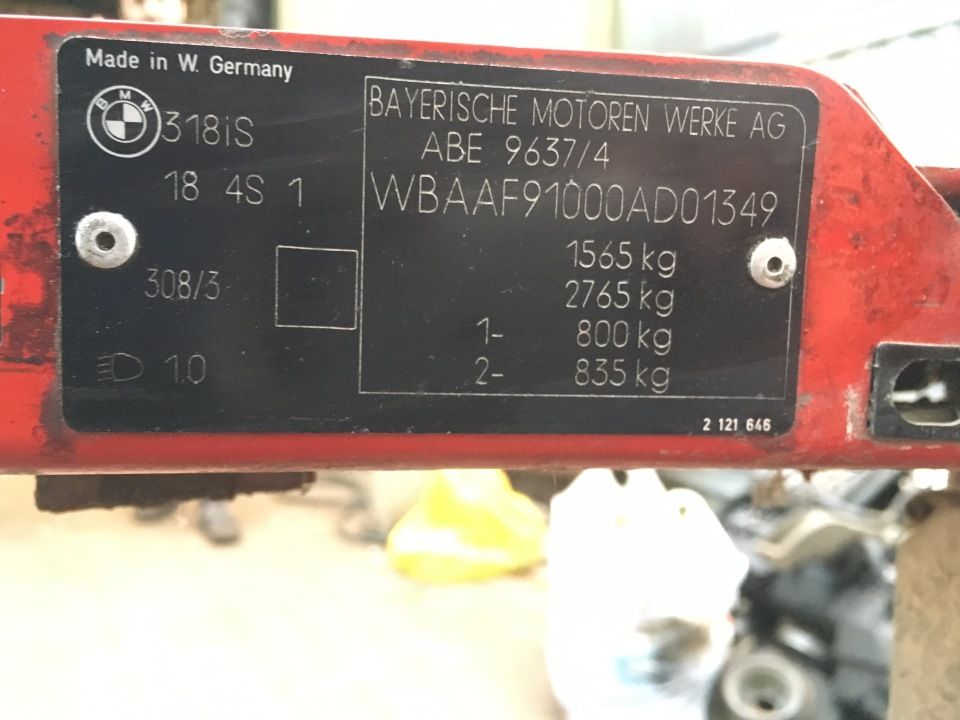 Made in W. Germany
BMW
318iS
18 4S 1
308/3
1.0
BAYERISCHE MOTOREN WERKE AG
ABE 9637/4
WBAAF91000AD01349
1565 kg
2765 kg
1- 800 kg
2- 835 kg
2 121 646